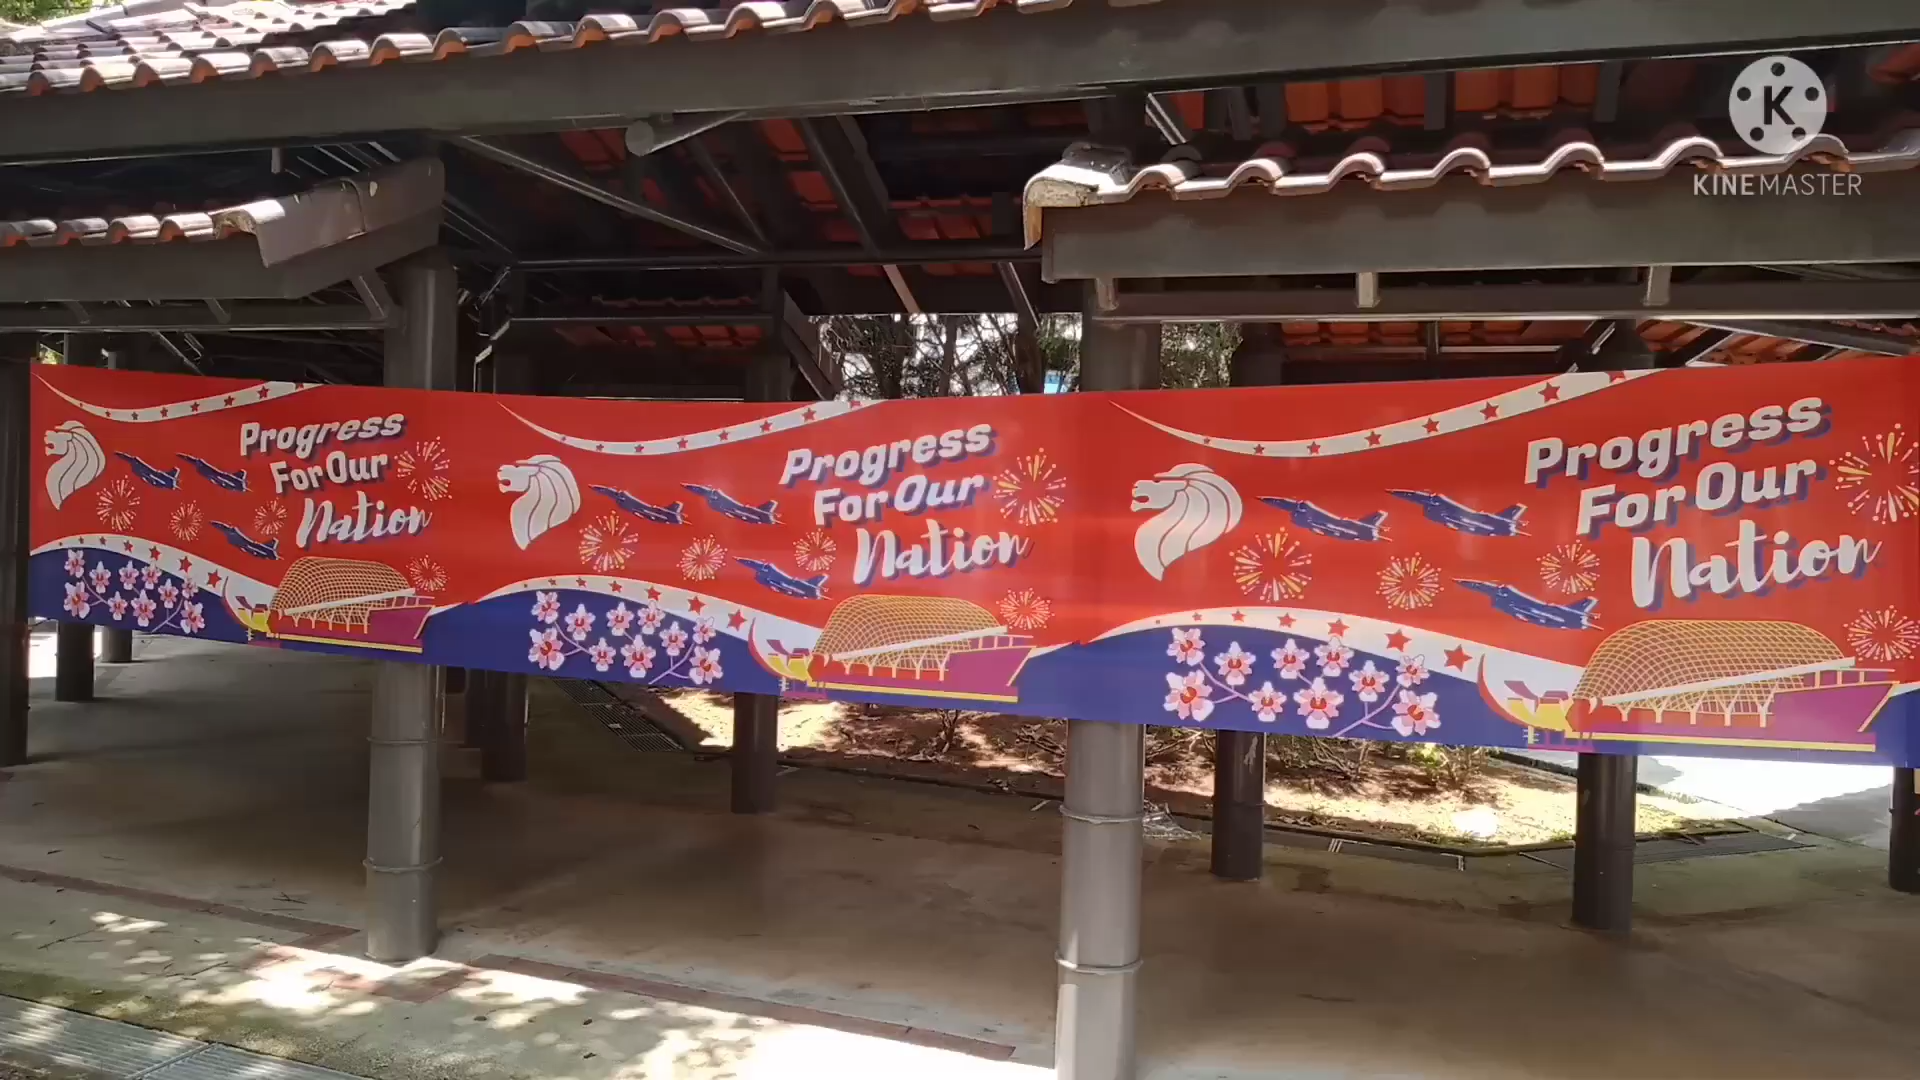 K
KINEMASTER
Progress
For Our
Nation
Progress
For Our
Nation
Progress
For Our
Nation